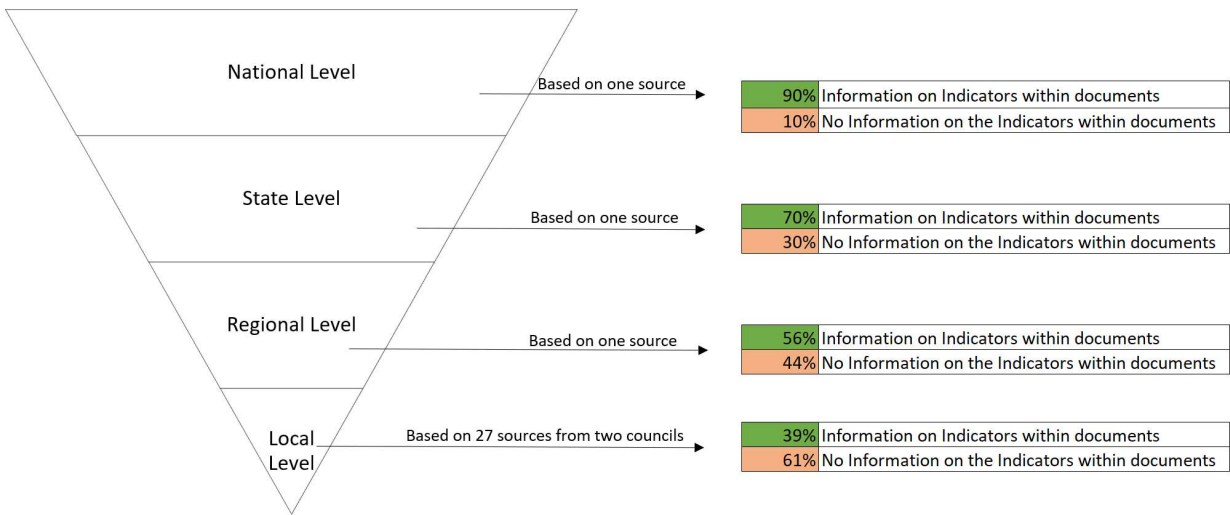 National Level
Based on one source
90% Information on Indicators within documents
10% No Information on the Indicators within documents
State Level
Based on one source
70% Information on Indicators within documents
30% No Information on the Indicators within documents
Regional Level
Based on one source
56% Information on Indicators within documents
44% No Information on the Indicators within documents
Local
Level
Based on 27 sources from two councils
39% Information on Indicators within documents
61% No Information on the Indicators within documents